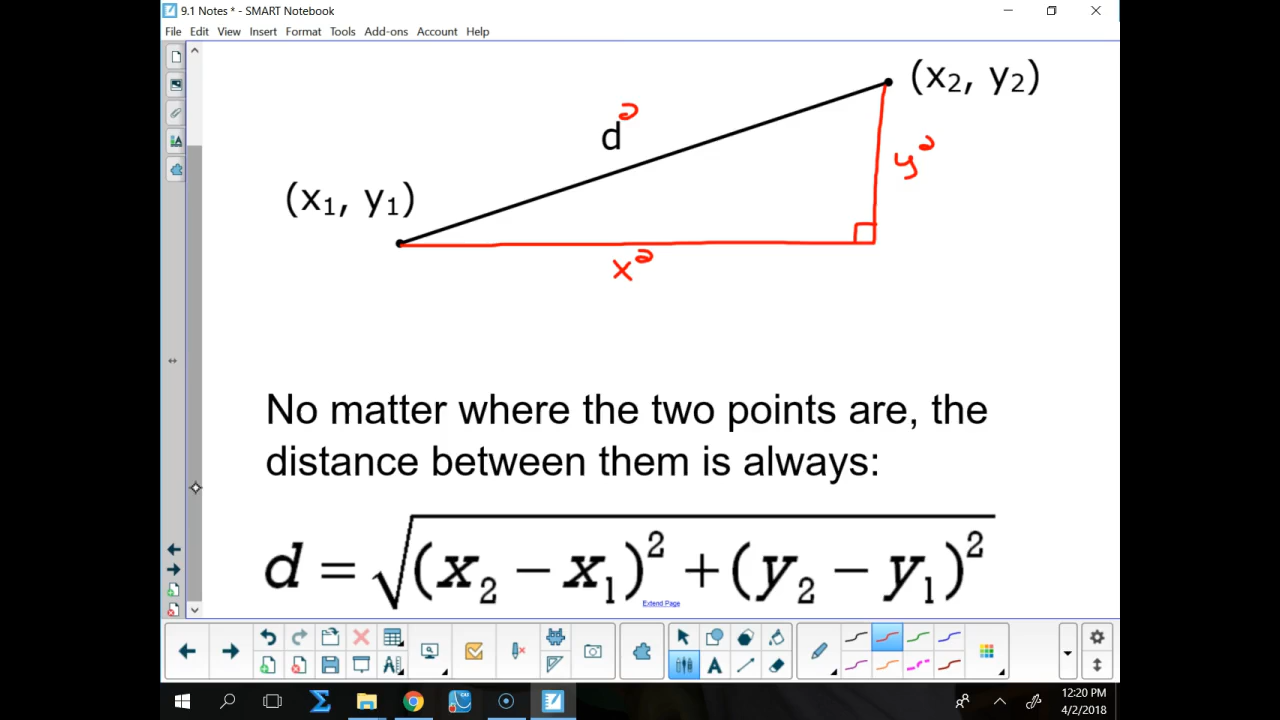 9.1 Notes * - SMART Notebook
File Edit View Insert Format Tools Add-ons Account Help
(x₂, y₂)
d²
y²
(x₁, y₁)
x²
No matter where the two points are, the
distance between them is always:
d = √(x₂ − x₁)² + (y₂ − y₁)²
Extend Page
12:20 PM
4/2/2018